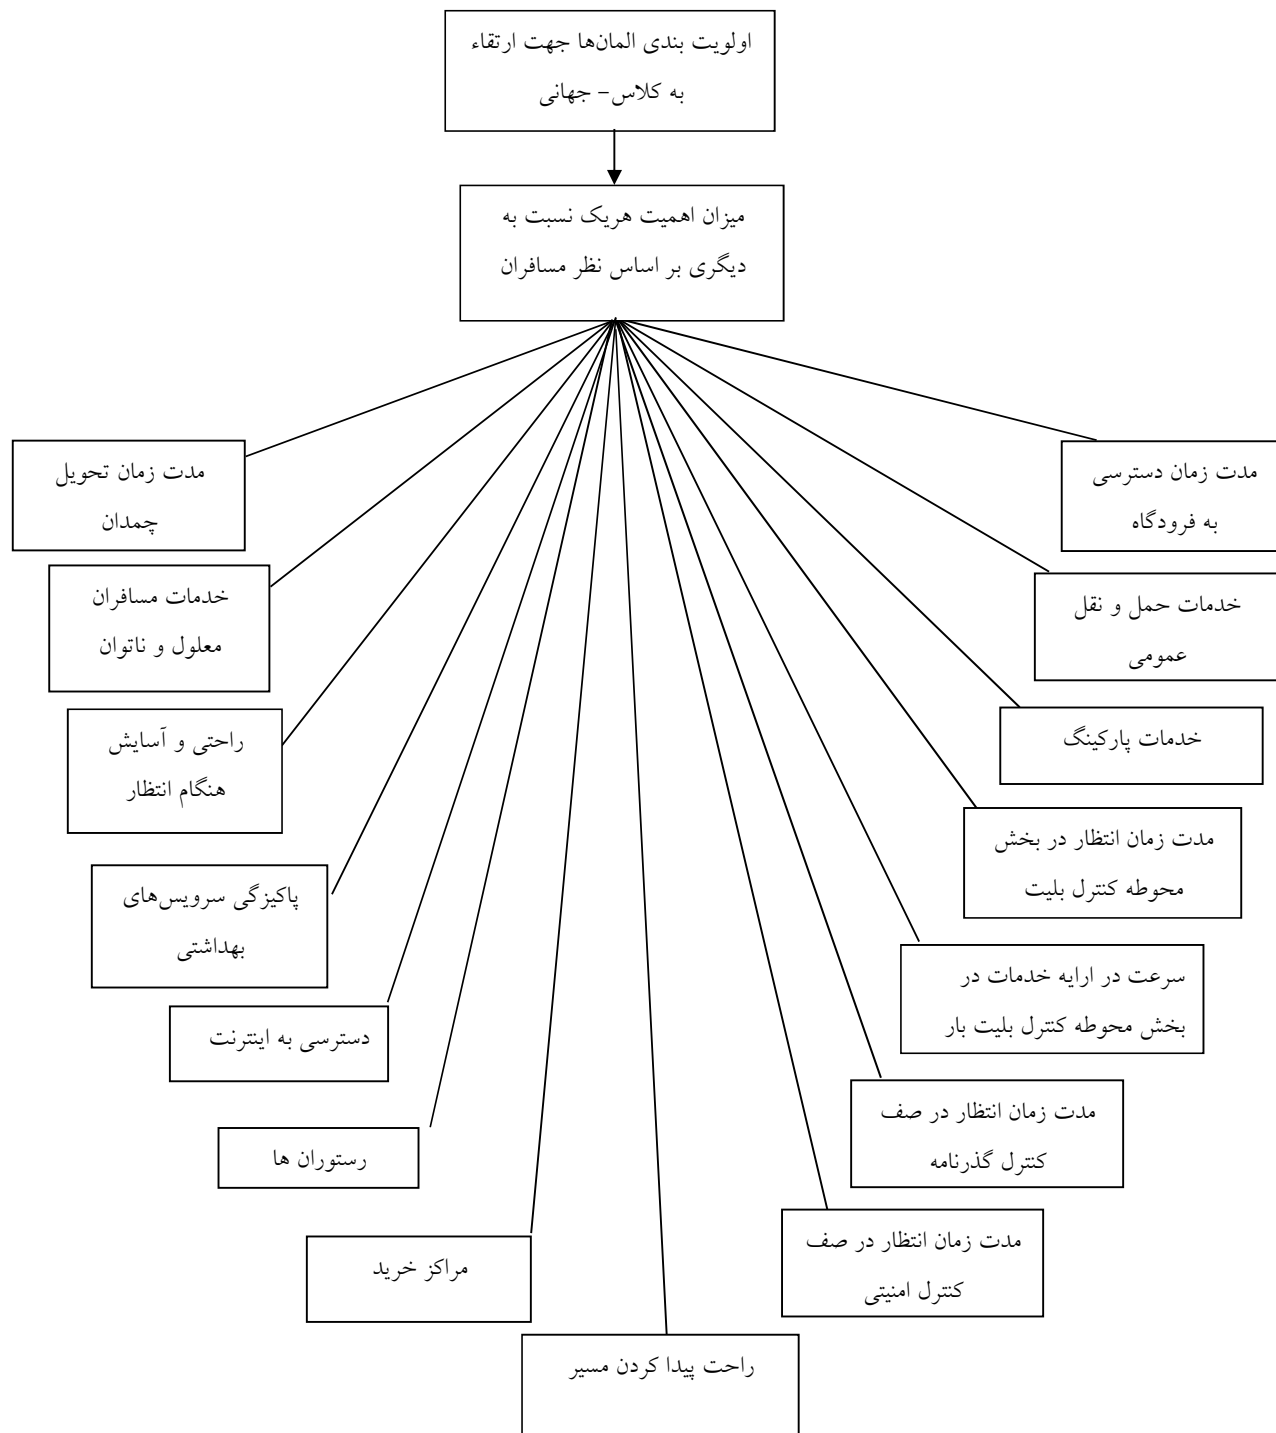 اولویت بندی المان‌ها جهت ارتقاء
به کلاس- جهانی
میزان اهمیت هریک نسبت به
دیگری بر اساس نظر مسافران
مدت زمان دسترسی
به فرودگاه
خدمات حمل و نقل
عمومی
خدمات پارکینگ
مدت زمان انتظار در بخش
محوطه کنترل بلیت
سرعت در ارایه خدمات در
بخش محوطه کنترل بلیت بار
مدت زمان انتظار در صف
کنترل گذرنامه
مدت زمان انتظار در صف
کنترل امنیتی
راحت پیدا کردن مسیر
مراکز خرید
رستوران ها
دسترسی به اینترنت
پاکیزگی سرویس‌های
بهداشتی
راحتی و آسایش
هنگام انتظار
خدمات مسافران
معلول و ناتوان
مدت زمان تحویل
چمدان